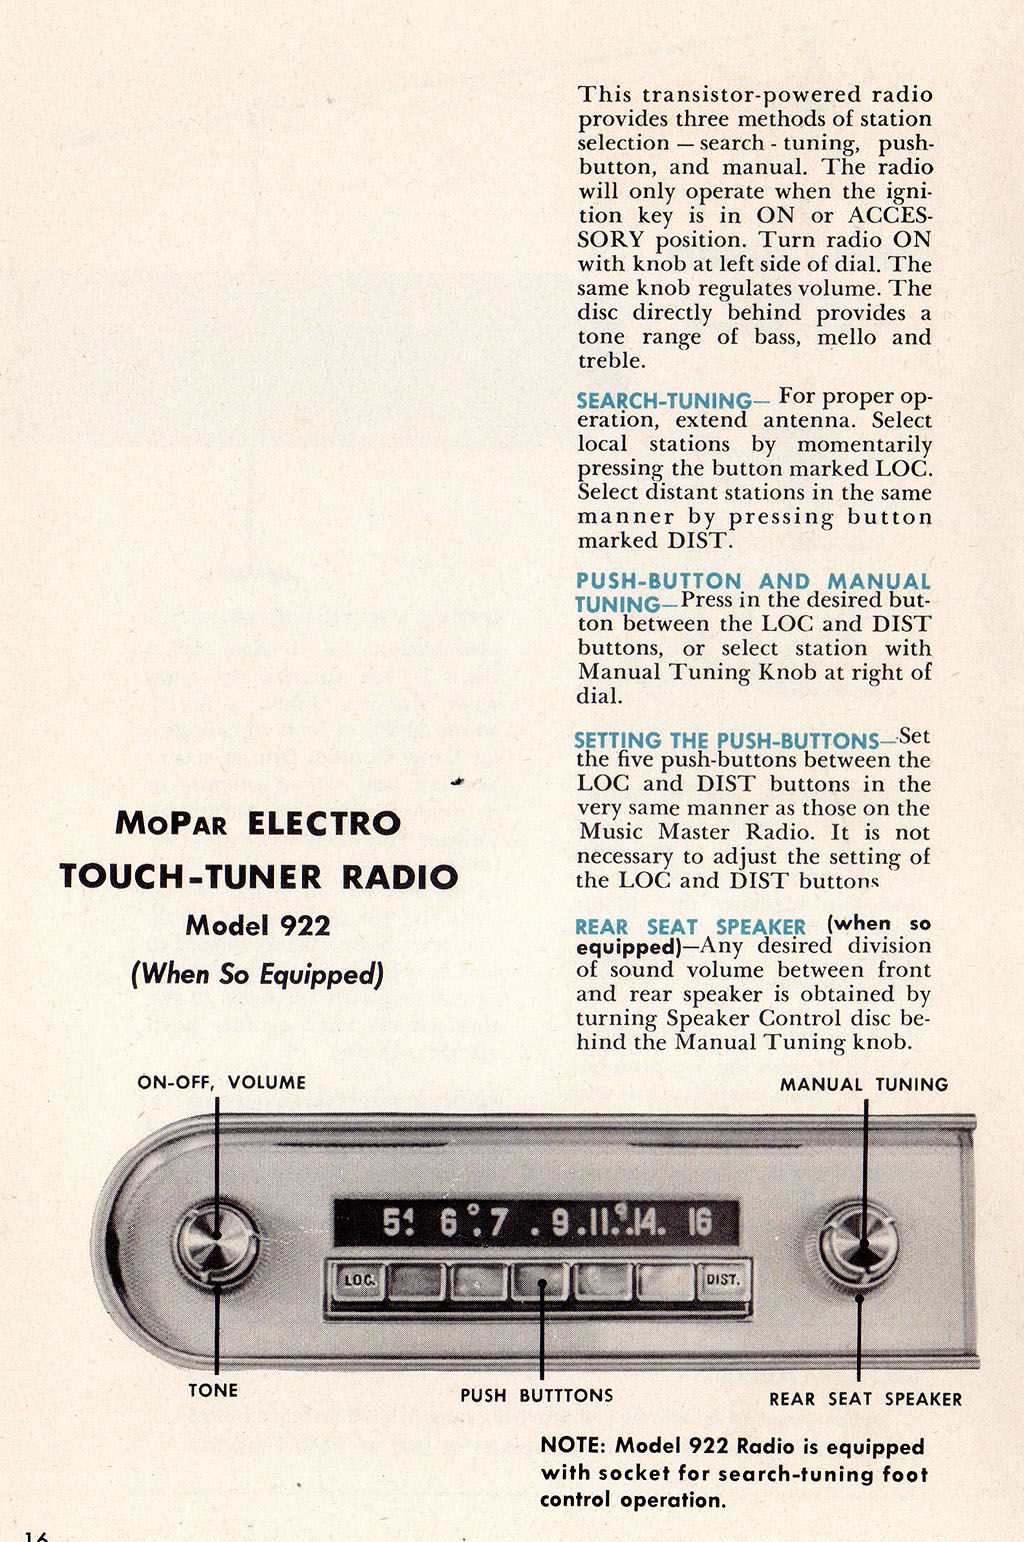 This transistor-powered radio
provides three methods of station
selection — search - tuning, push-
button, and manual. The radio
will only operate when the igni-
tion key is in ON or ACCES-
SORY position. Turn radio ON
with knob at left side of dial. The
same knob regulates volume. The
disc directly behind provides a
tone range of bass, mello and
treble.
SEARCH-TUNING— For proper op-
eration, extend antenna. Select
local stations by momentarily
pressing the button marked LOC.
Select distant stations in the same
manner by pressing button
marked DIST.
PUSH-BUTTON AND MANUAL
TUNING—Press in the desired but-
ton between the LOC and DIST
buttons, or select station with
Manual Tuning Knob at right of
dial.
SETTING THE PUSH-BUTTONS—Set
the five push-buttons between the
LOC and DIST buttons in the
very same manner as those on the
Music Master Radio. It is not
necessary to adjust the setting of
the LOC and DIST buttons
REAR SEAT SPEAKER (when so
equipped)—Any desired division
of sound volume between front
and rear speaker is obtained by
turning Speaker Control disc be-
hind the Manual Tuning knob.
MoPar ELECTRO
TOUCH-TUNER RADIO
Model 922
(When So Equipped)
ON-OFF, VOLUME
MANUAL TUNING
5 6 7 . 9 . 11 . 14 . 16
LOC. DIST.
TONE
PUSH BUTTTONS
REAR SEAT SPEAKER
NOTE: Model 922 Radio is equipped
with socket for search-tuning foot
control operation.
16